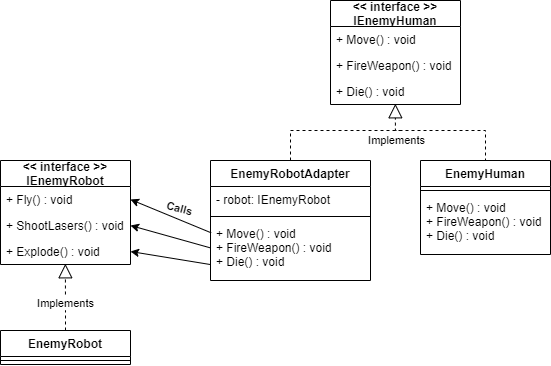 << interface >>
IEnemyHuman
+ Move() : void
+ FireWeapon() : void
+ Die() : void
Implements
<< interface >>
IEnemyRobot
+ Fly() : void
+ ShootLasers() : void
+ Explode() : void
Calls
EnemyRobotAdapter
- robot: IEnemyRobot
+ Move() : void
+ FireWeapon() : void
+ Die() : void
EnemyHuman
+ Move() : void
+ FireWeapon() : void
+ Die() : void
Implements
EnemyRobot